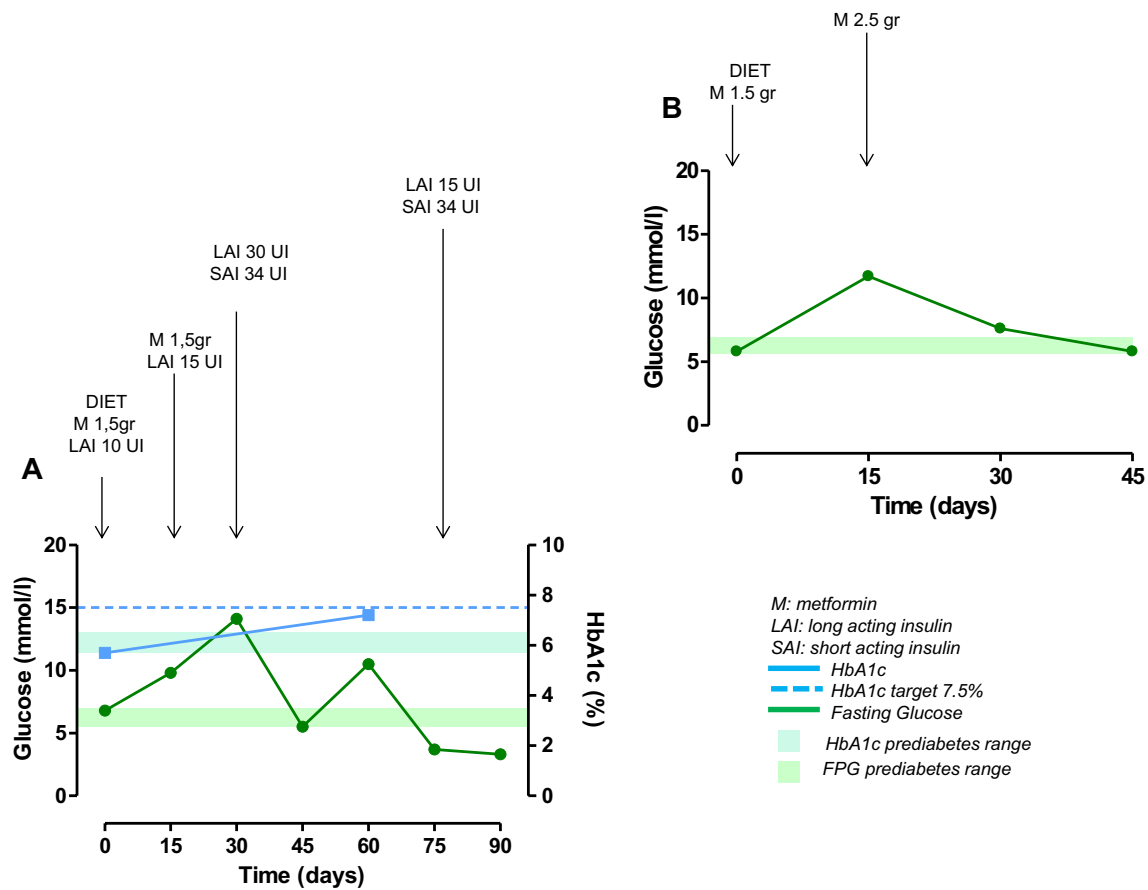 M 2.5 gr
DIET
M 1.5 gr
B
20
15
10
5
0
Glucose (mmol/l)
0 15 30 45
Time (days)
LAI 15 UI
SAI 34 UI
LAI 30 UI
SAI 34 UI
M 1,5gr
LAI 15 UI
DIET
M 1,5gr
LAI 10 UI
A
20
15
10
5
0
Glucose (mmol/l)
10
8
6
4
2
0
HbA1c (%)
0 15 30 45 60 75 90
Time (days)
M: metformin
LAI: long acting insulin
SAI: short acting insulin
HbA1c
HbA1c target 7.5%
Fasting Glucose
HbA1c prediabetes range
FPG prediabetes range